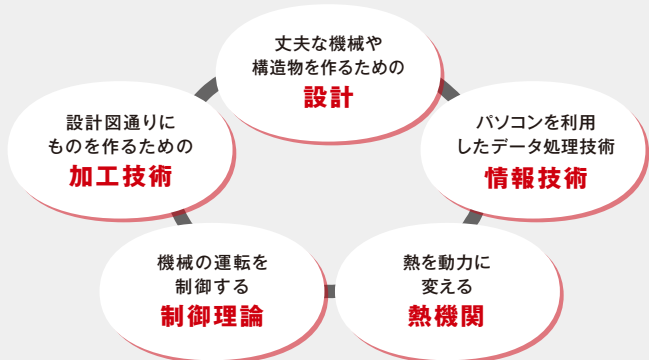 丈夫な機械や
構造物を作るための
設計
設計図通りに
ものを作るための
加工技術
パソコンを利用
したデータ処理技術
情報技術
機械の運転を
制御する
制御理論
熱を動力に
変える
熱機関